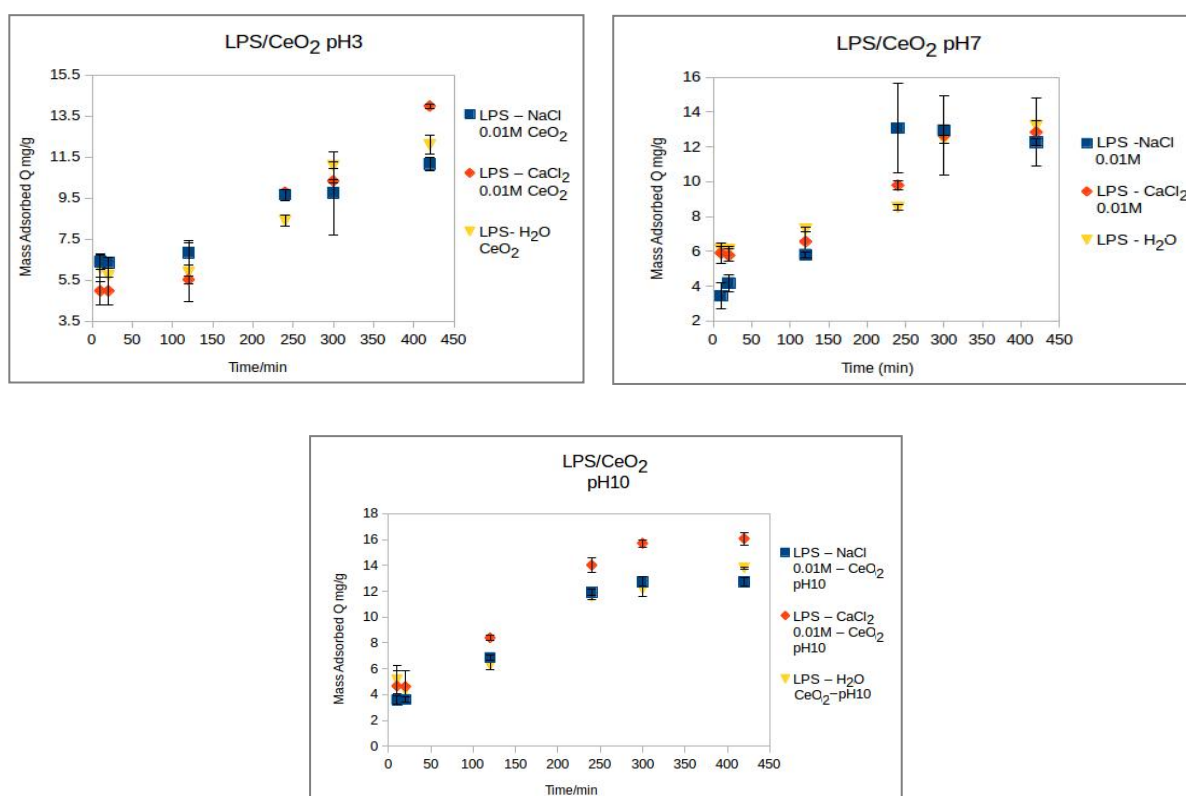 LPS/CeO2 pH3
15.5
13.5
11.5
9.5
7.5
5.5
3.5
Mass Adsorbed Q mg/g
0 50 100 150 200 250 300 350 400 450
Time/min
LPS – NaCl
0.01M CeO2
LPS – CaCl2
0.01M CeO2
LPS- H2O
CeO2
LPS/CeO2 pH7
16
14
12
10
8
6
4
2
Mass Adsorbed Q mg/g
0 50 100 150 200 250 300 350 400 450
Time (min)
LPS -NaCl
0.01M
LPS - CaCl2
0.01M
LPS - H2O
LPS/CeO2
pH10
18
16
14
12
10
8
6
4
2
0
Mass Adsorbed Q mg/g
0 50 100 150 200 250 300 350 400 450
Time/min
LPS – NaCl
0.01M – CeO2
pH10
LPS – CaCl2
0.01M – CeO2
pH10
LPS – H2O
CeO2–pH10